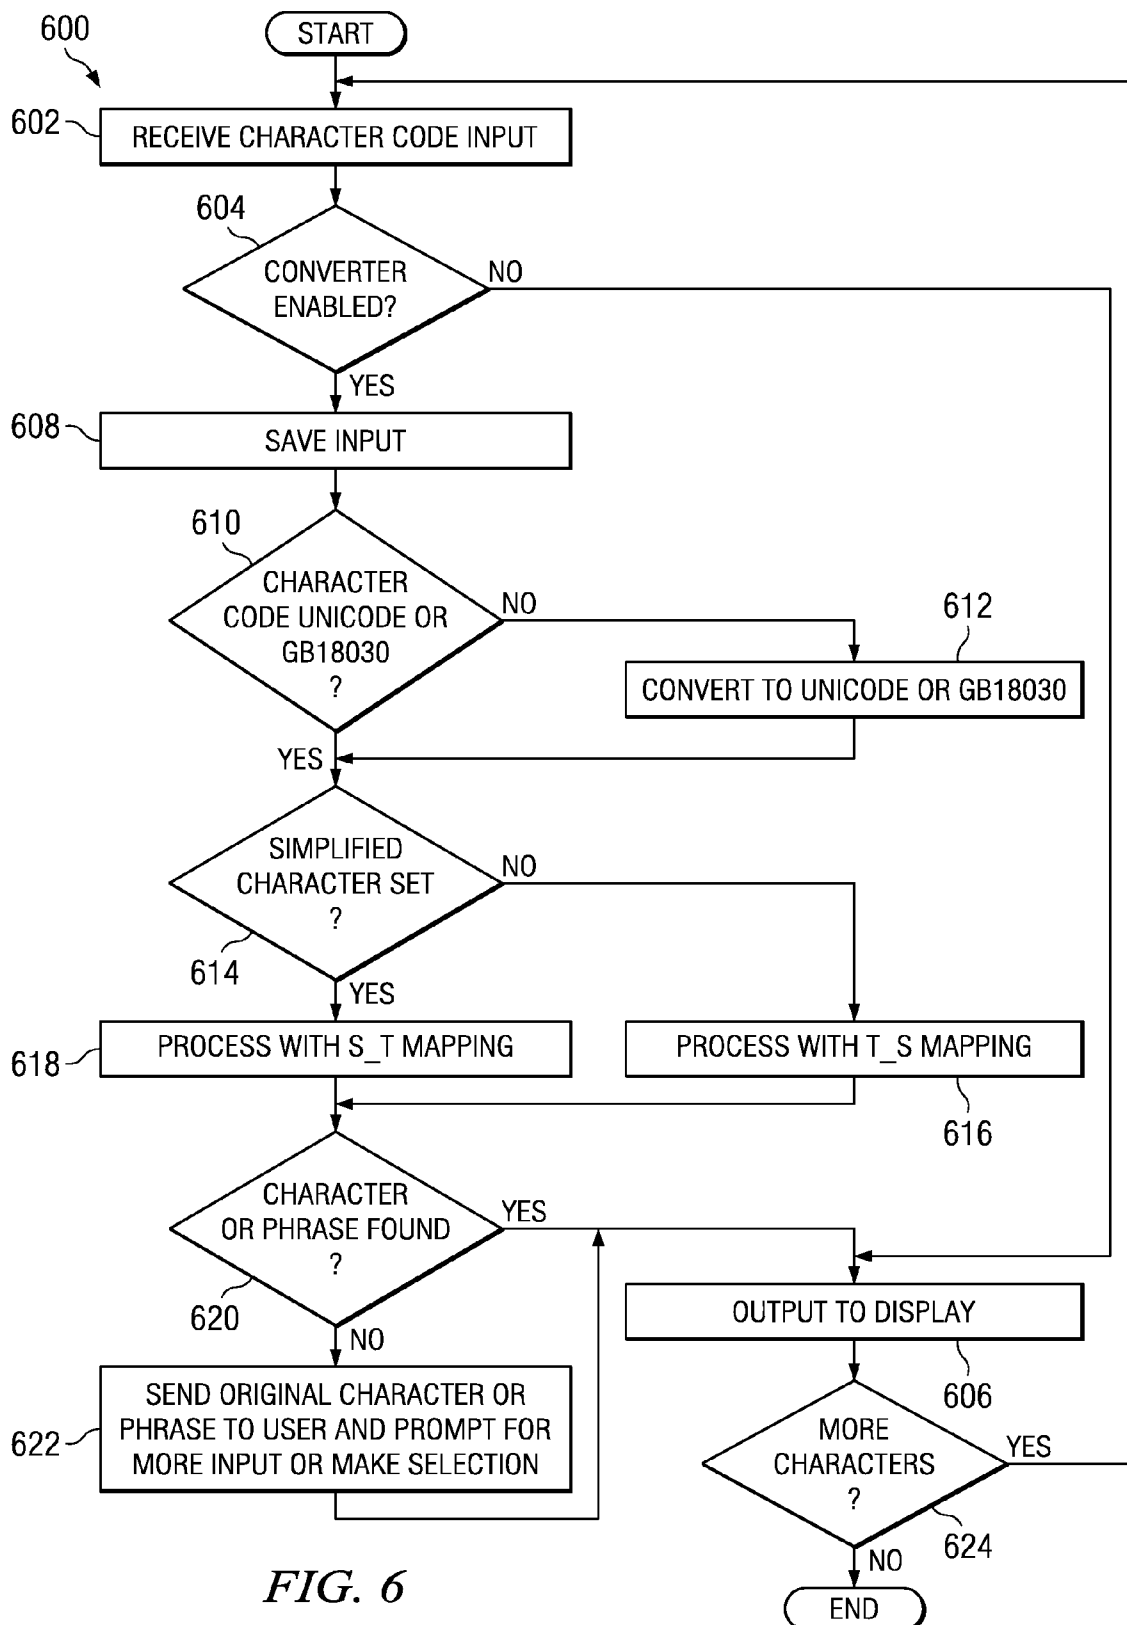 600
START
602
RECEIVE CHARACTER CODE INPUT
604
CONVERTER
ENABLED?
NO
YES
608
SAVE INPUT
610
CHARACTER
CODE UNICODE OR
GB18030
?
NO
612
CONVERT TO UNICODE OR GB18030
YES
SIMPLIFIED
CHARACTER SET
?
NO
614
YES
618
PROCESS WITH S_T MAPPING
PROCESS WITH T_S MAPPING
616
CHARACTER
OR PHRASE FOUND
?
YES
620
NO
OUTPUT TO DISPLAY
606
622
SEND ORIGINAL CHARACTER OR
PHRASE TO USER AND PROMPT FOR
MORE INPUT OR MAKE SELECTION
MORE
CHARACTERS
?
YES
624
NO
END
FIG. 6